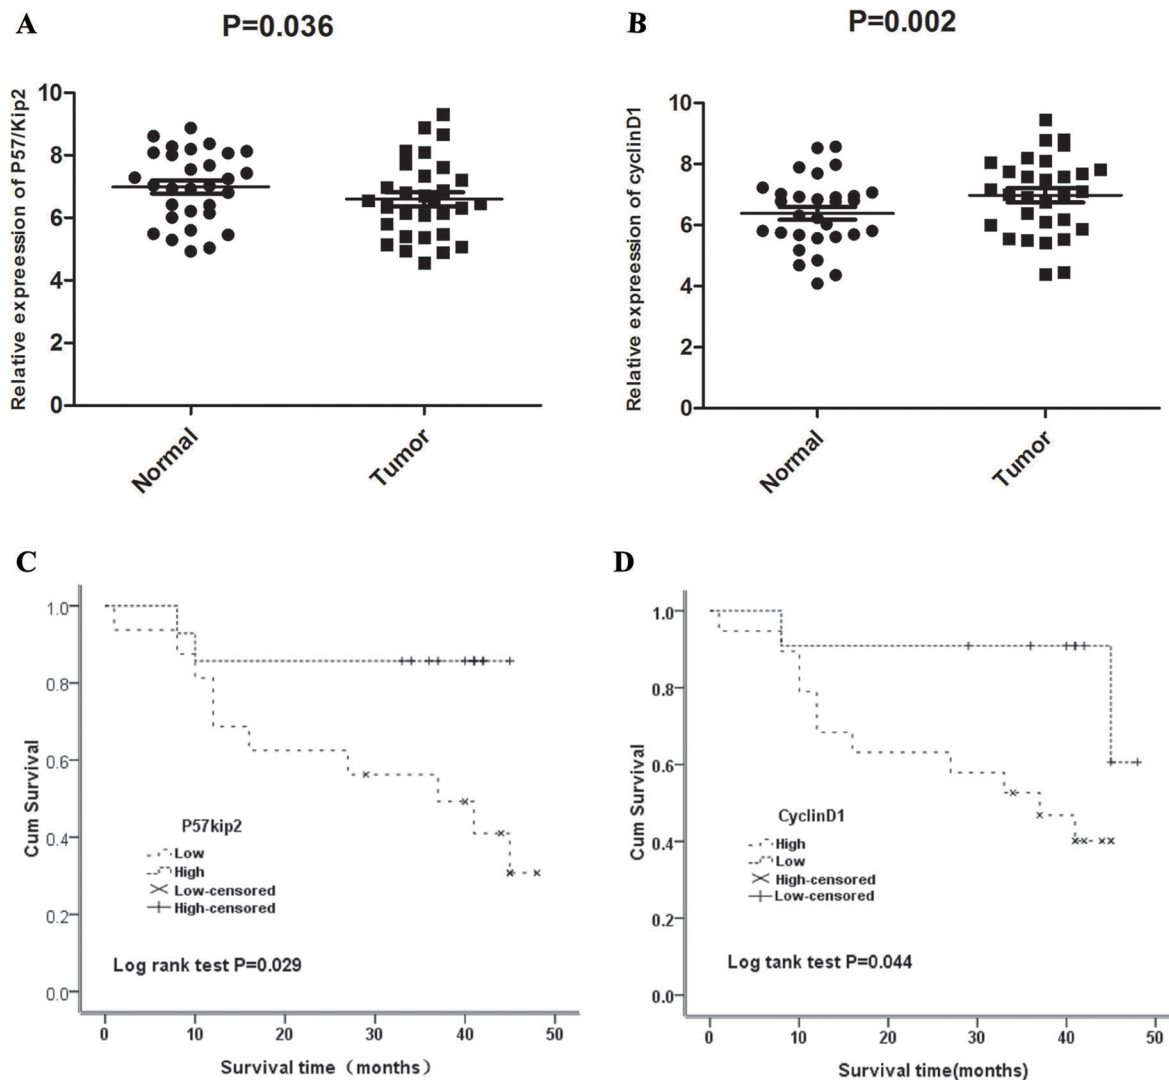 A
P=0.036
Relative expreession of P57/Kip2
10
8
6
4
2
0
Normal
Tumor
B
P=0.002
Relative expreession of cyclinD1
10
8
6
4
2
0
Normal
Tumor
C
Cum Survival
1.0
0.8
0.6
0.4
0.2
0.0
P57kip2
Low
High
Low-censored
High-censored
Log rank test P=0.029
0
10
20
30
40
50
Survival time（months）
D
Cum Survival
1.0
0.8
0.6
0.4
0.2
0.0
CyclinD1
High
Low
High-censored
Low-censored
Log tank test P=0.044
0
10
20
30
40
50
Survival time(months)